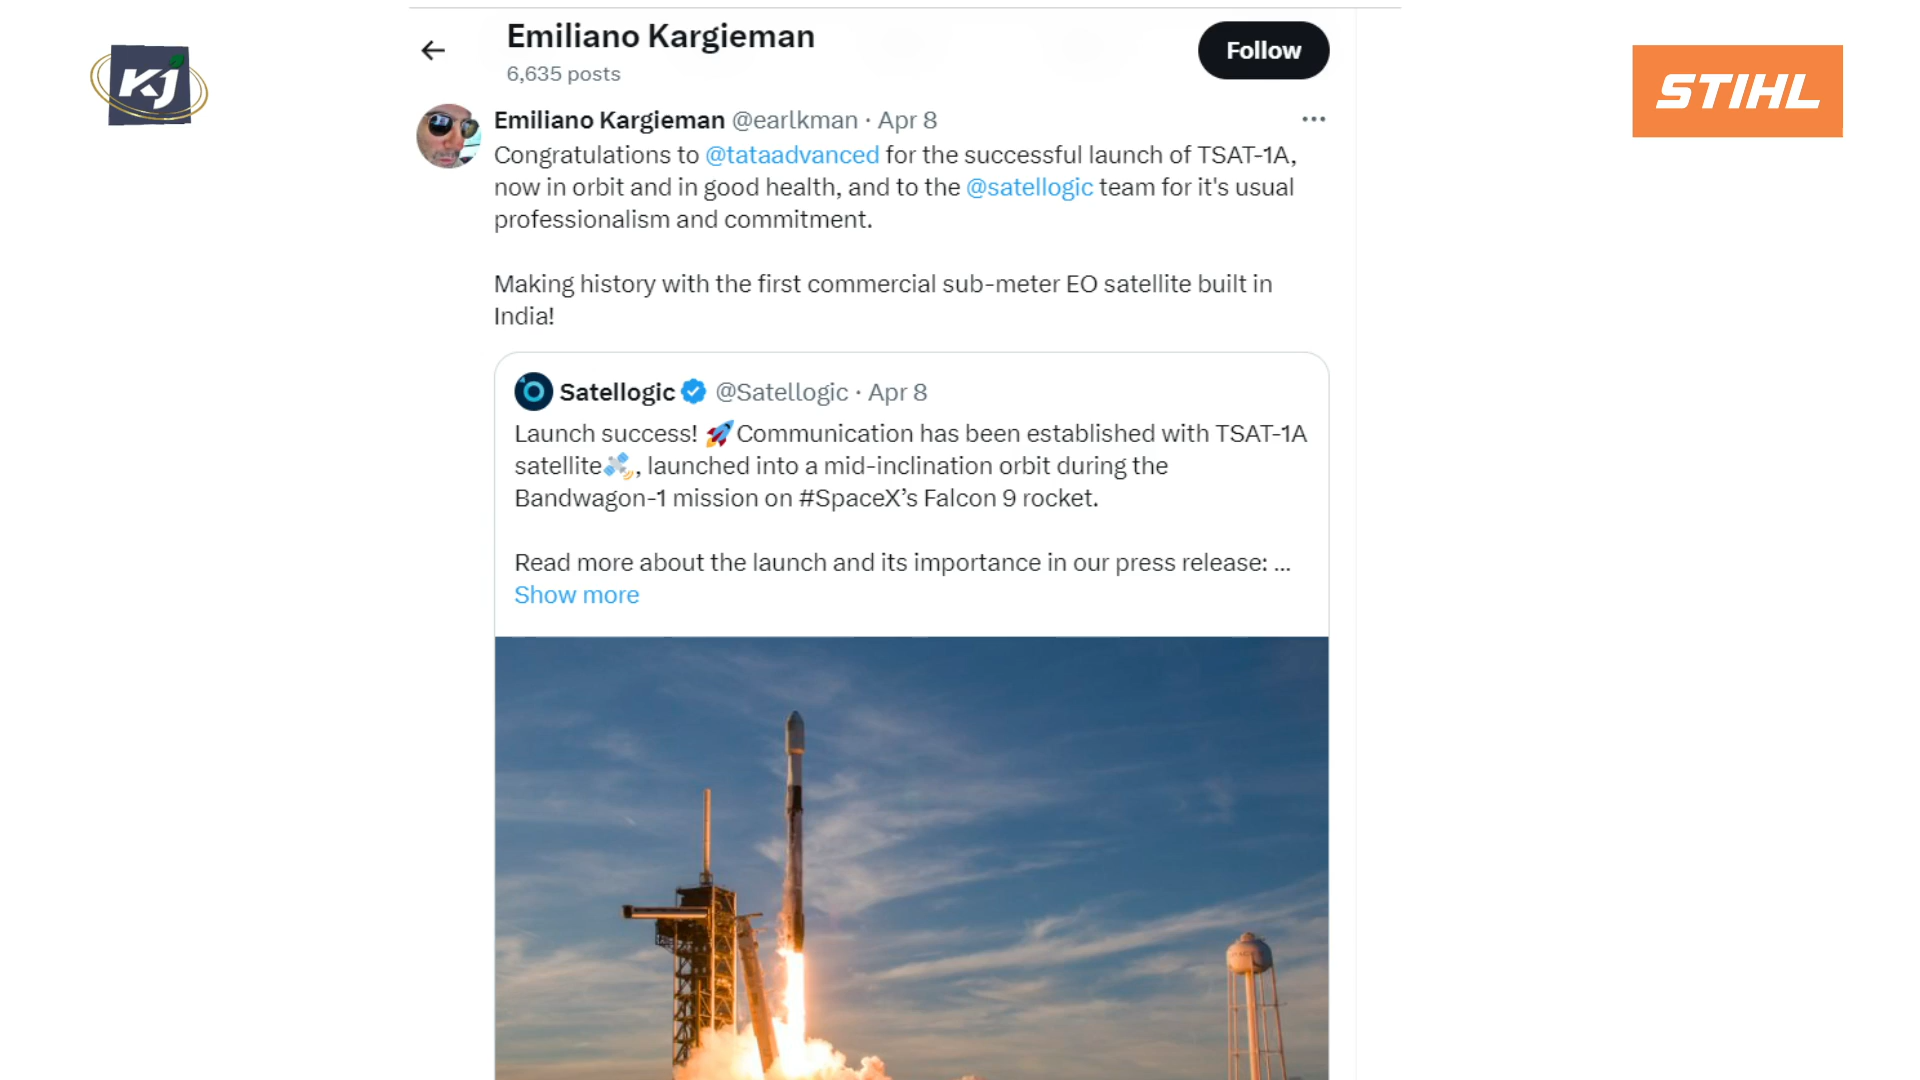 KJ
STIHL
Emiliano Kargieman
6,635 posts
Follow
Emiliano Kargieman @earlkman · Apr 8
Congratulations to @tataadvanced for the successful launch of TSAT-1A,
now in orbit and in good health, and to the @satellogic team for it's usual
professionalism and commitment.
Making history with the first commercial sub-meter EO satellite built in
India!
Satellogic @Satellogic · Apr 8
Launch success! 🚀Communication has been established with TSAT-1A
satellite🛰️, launched into a mid-inclination orbit during the
Bandwagon-1 mission on #SpaceX’s Falcon 9 rocket.
Read more about the launch and its importance in our press release: ...
Show more